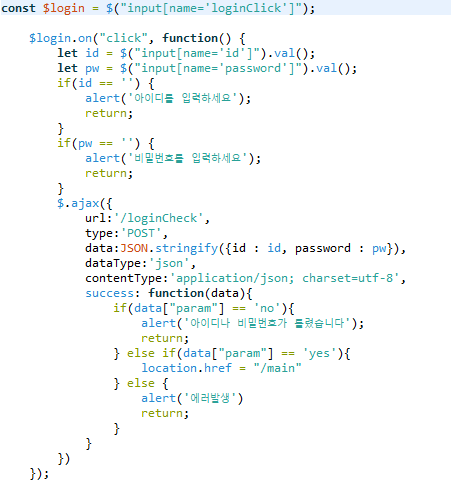 const $login = $("input[name='loginClick']");
$login.on("click", function() {
let id = $("input[name='id']").val();
let pw = $("input[name='password']").val();
if(id == '') {
alert('아이디를 입력하세요');
return;
}
if(pw == '') {
alert('비밀번호를 입력하세요');
return;
}
$.ajax({
url:'/loginCheck',
type:'POST',
data:JSON.stringify({id : id, password : pw}),
dataType:'json',
contentType:'application/json; charset=utf-8',
success: function(data){
if(data["param"] == 'no'){
alert('아이디나 비밀번호가 틀렸습니다');
return;
} else if(data["param"] == 'yes'){
location.href = "/main"
} else {
alert('에러발생')
return;
}
}
})
});